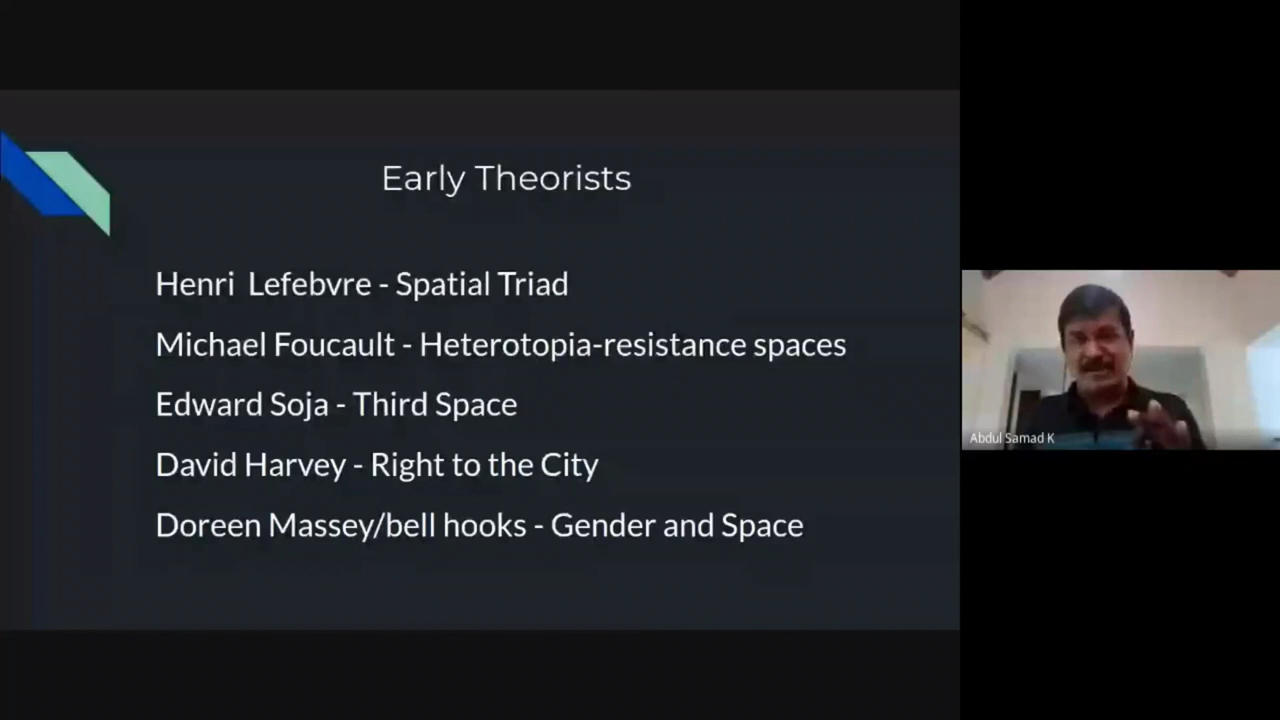 Early Theorists
Henri Lefebvre - Spatial Triad
Michael Foucault - Heterotopia-resistance spaces
Edward Soja - Third Space
David Harvey - Right to the City
Doreen Massey/bell hooks - Gender and Space
Abdul Samad K